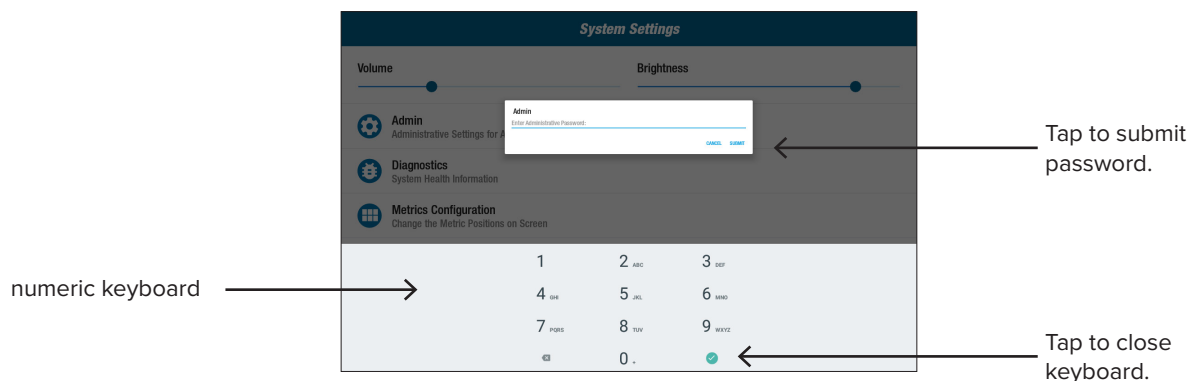 System Settings
Volume
Brightness
Admin
Enter Administrative Password:
CANCEL SUBMIT
Admin
Administrative Settings for A
Diagnostics
System Health Information
Metrics Configuration
Change the Metric Positions on Screen
Tap to submit
password.
numeric keyboard
1 2 ABC 3 DEF
4 GHI 5 JKL 6 MNO
7 PQRS 8 TUV 9 WXYZ
0
Tap to close
keyboard.